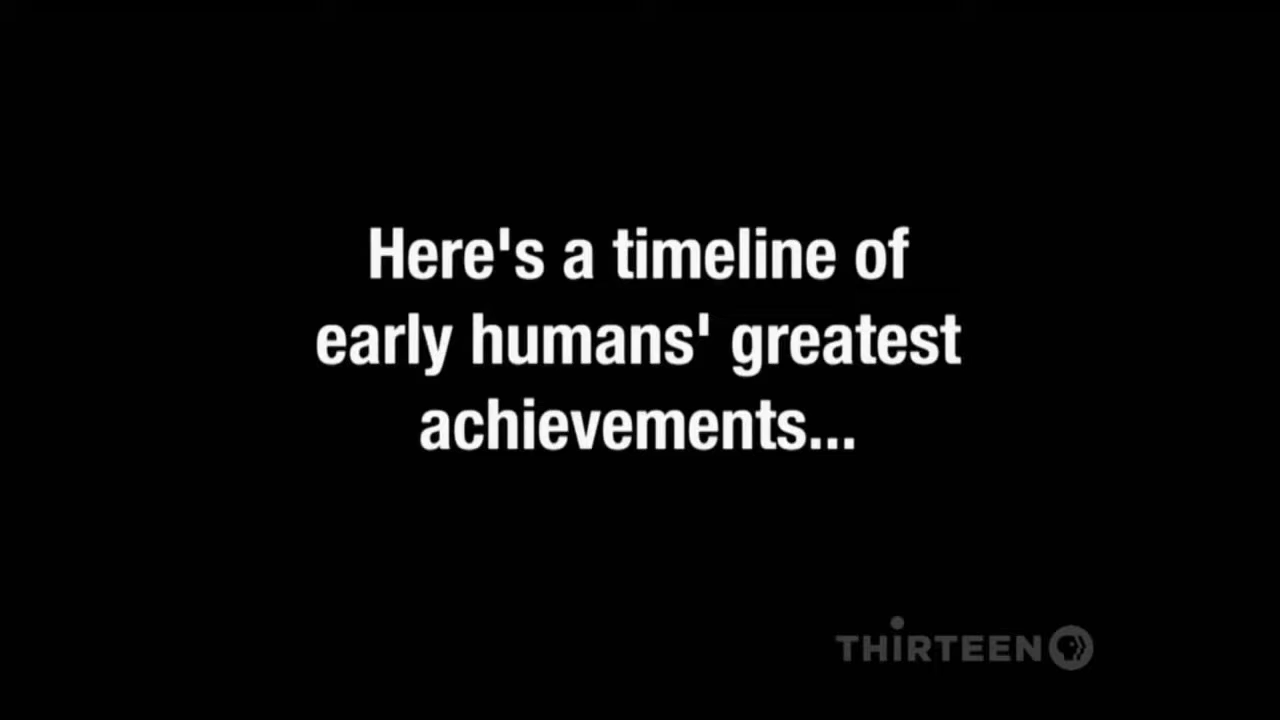 Here's a timeline of
early humans' greatest
achievements...
THIRTEEN